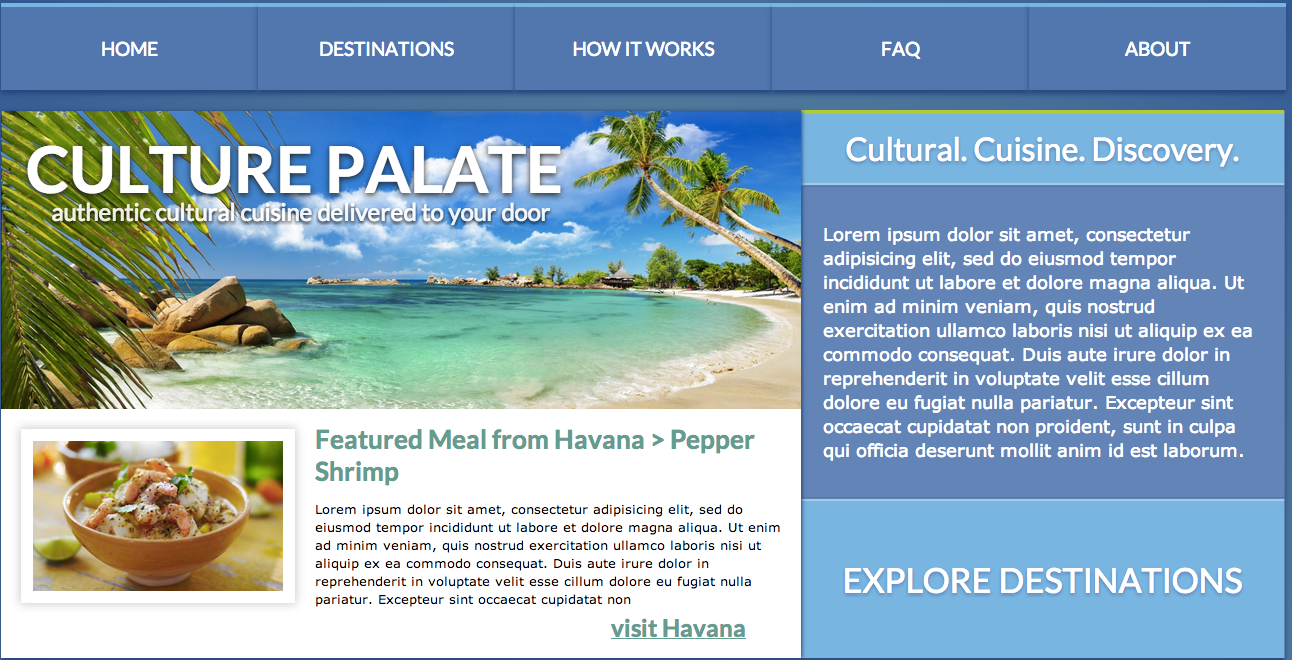 HOME DESTINATIONS HOW IT WORKS FAQ ABOUT
CULTURE PALATE
authentic cultural cuisine delivered to your door
Featured Meal from Havana > Pepper
Shrimp
Lorem ipsum dolor sit amet, consectetur adipisicing elit, sed do
eiusmod tempor incididunt ut labore et dolore magna aliqua. Ut enim
ad minim veniam, quis nostrud exercitation ullamco laboris nisi ut
aliquip ex ea commodo consequat. Duis aute irure dolor in
reprehenderit in voluptate velit esse cillum dolore eu fugiat nulla
pariatur. Excepteur sint occaecat cupidatat non
visit Havana
Cultural. Cuisine. Discovery.
Lorem ipsum dolor sit amet, consectetur
adipisicing elit, sed do eiusmod tempor
incididunt ut labore et dolore magna aliqua. Ut
enim ad minim veniam, quis nostrud
exercitation ullamco laboris nisi ut aliquip ex ea
commodo consequat. Duis aute irure dolor in
reprehenderit in voluptate velit esse cillum
dolore eu fugiat nulla pariatur. Excepteur sint
occaecat cupidatat non proident, sunt in culpa
qui officia deserunt mollit anim id est laborum.
EXPLORE DESTINATIONS